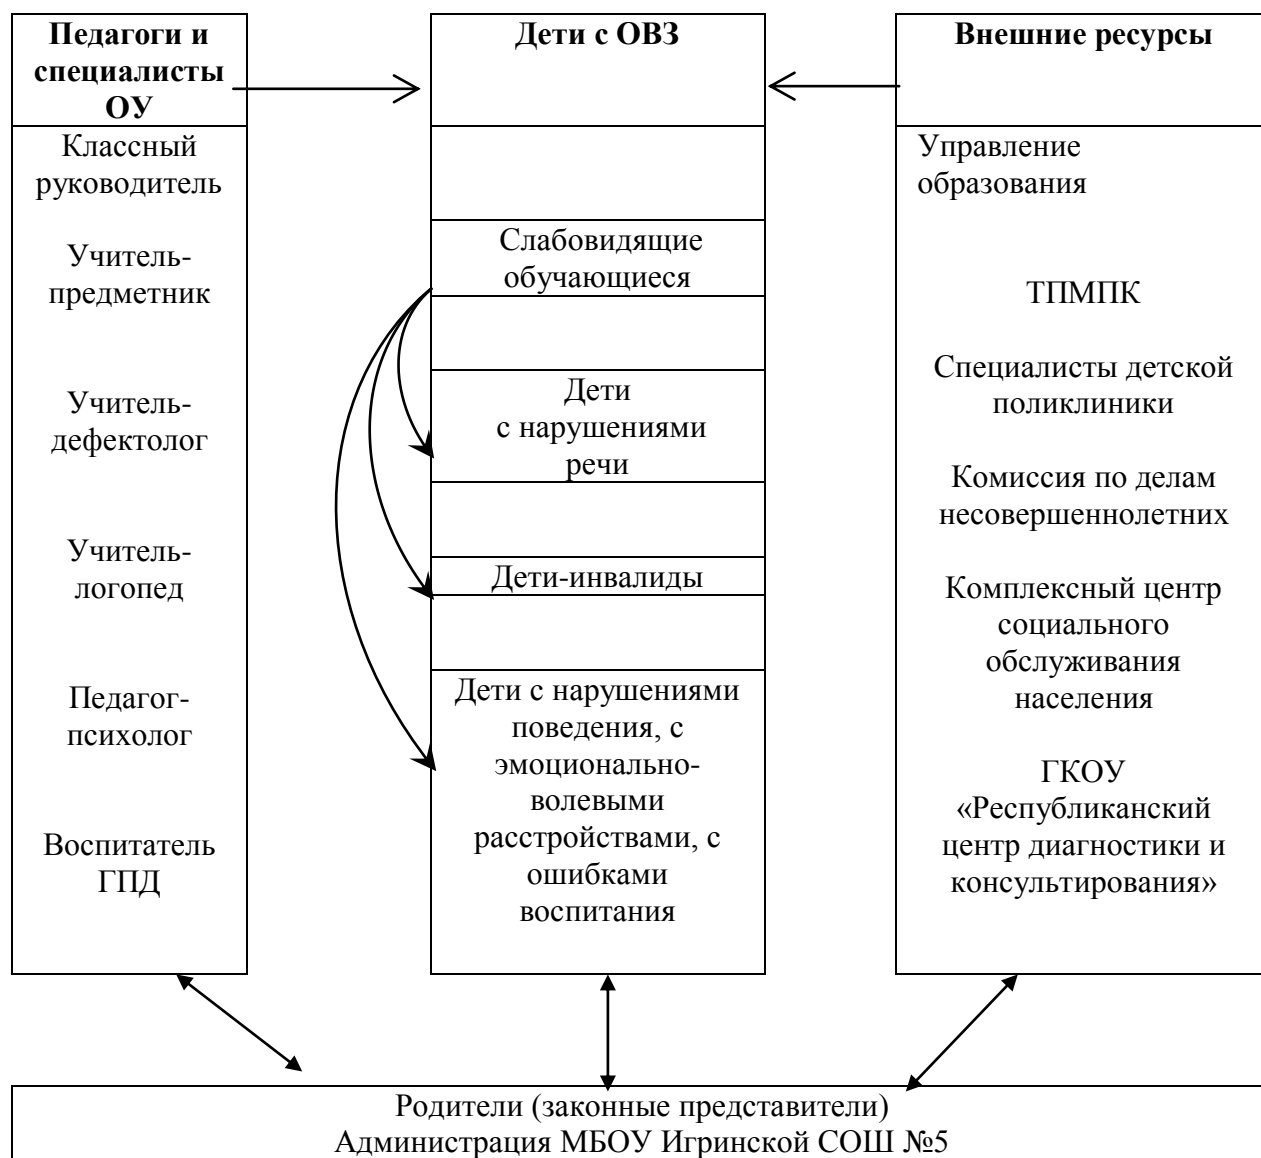 Педагоги и
специалисты
ОУ
Классный
руководитель
Учитель-
предметник
Учитель-
дефектолог
Учитель-
логопед
Педагог-
психолог
Воспитатель
ГПД
Дети с ОВЗ
Слабовидящие
обучающиеся
Дети
с нарушениями
речи
Дети-инвалиды
Дети с нарушениями
поведения, с
эмоционально-
волевыми
расстройствами, с
ошибками
воспитания
Внешние ресурсы
Управление
образования
ТПМПК
Специалисты детской
поликлиники
Комиссия по делам
несовершеннолетних
Комплексный центр
социального
обслуживания
населения
ГКОУ
«Республиканский
центр диагностики и
консультирования»
Родители (законные представители)
Администрация МБОУ Игринской СОШ №5